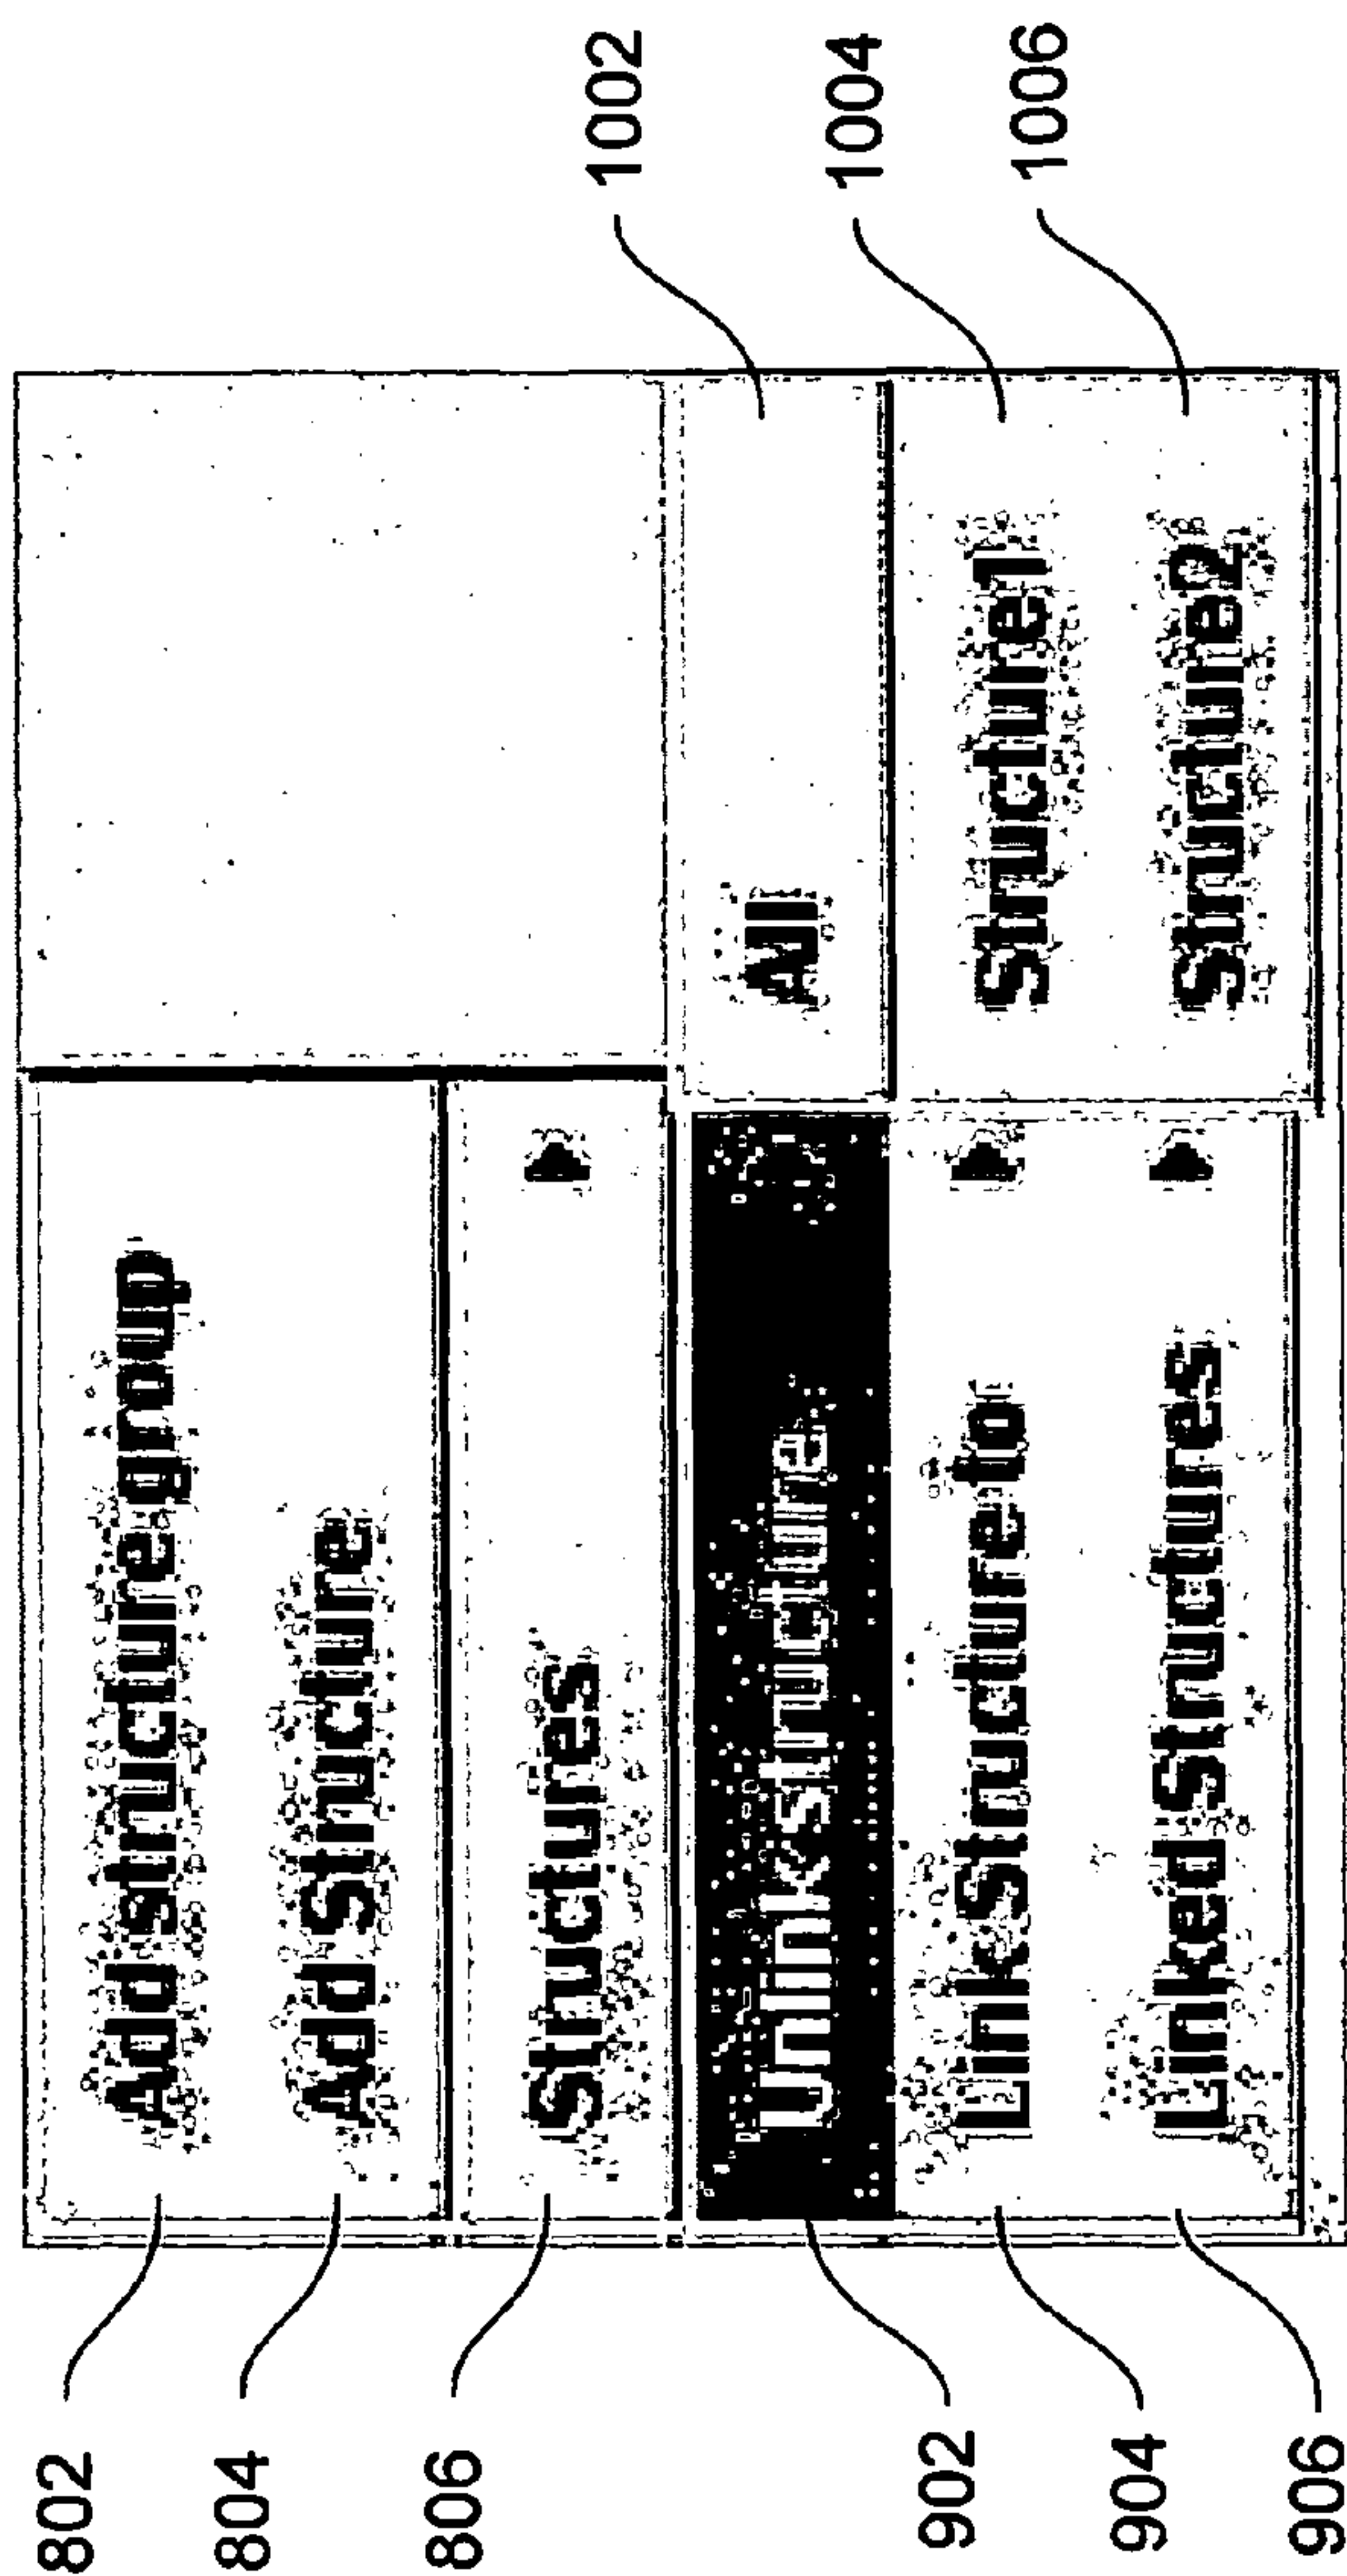 802 Add structure group
804 Add Structure
806 Structures
902 Unlink structure All 1002
904 Link Structure to Structure1 1004
906 Linked Structures Structure2 1006